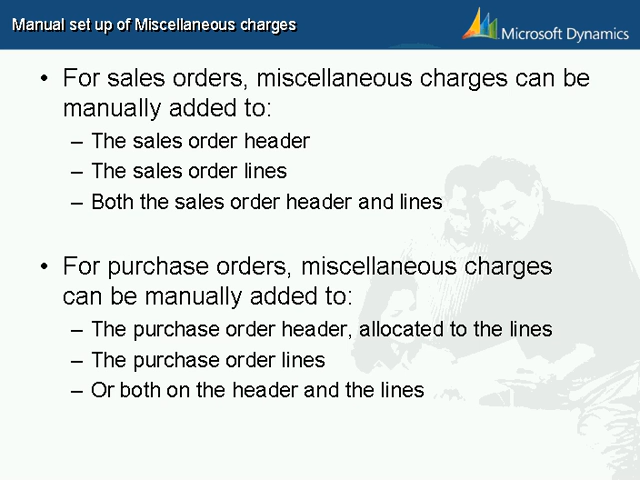 Manual set up of Miscellaneous charges
Microsoft Dynamics
• For sales orders, miscellaneous charges can be
manually added to:
– The sales order header
– The sales order lines
– Both the sales order header and lines
• For purchase orders, miscellaneous charges
can be manually added to:
– The purchase order header, allocated to the lines
– The purchase order lines
– Or both on the header and the lines